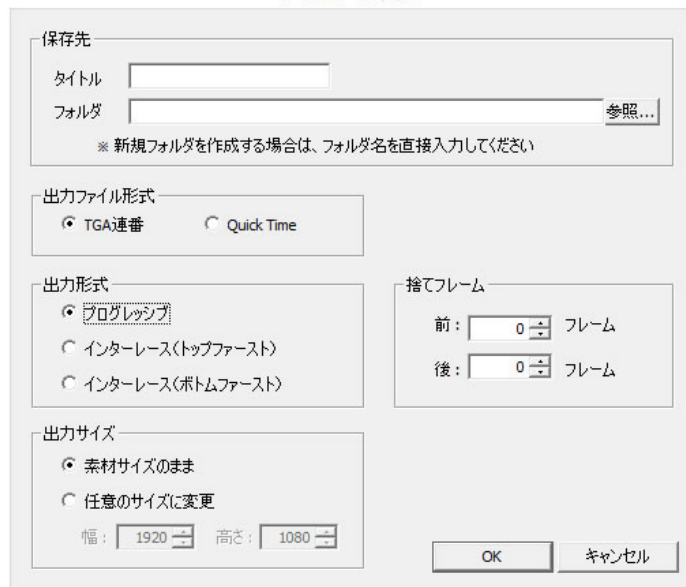 保存先
タイトル
フォルダ 参照...
※ 新規フォルダを作成する場合は、フォルダ名を直接入力してください
出力ファイル形式
TGA連番 Quick Time
出力形式
プログレッシブ
インターレース(トップファースト)
インターレース(ボトムファースト)
捨てフレーム
前: 0 フレーム
後: 0 フレーム
出力サイズ
素材サイズのまま
任意のサイズに変更
幅: 1920 高さ: 1080
OK キャンセル